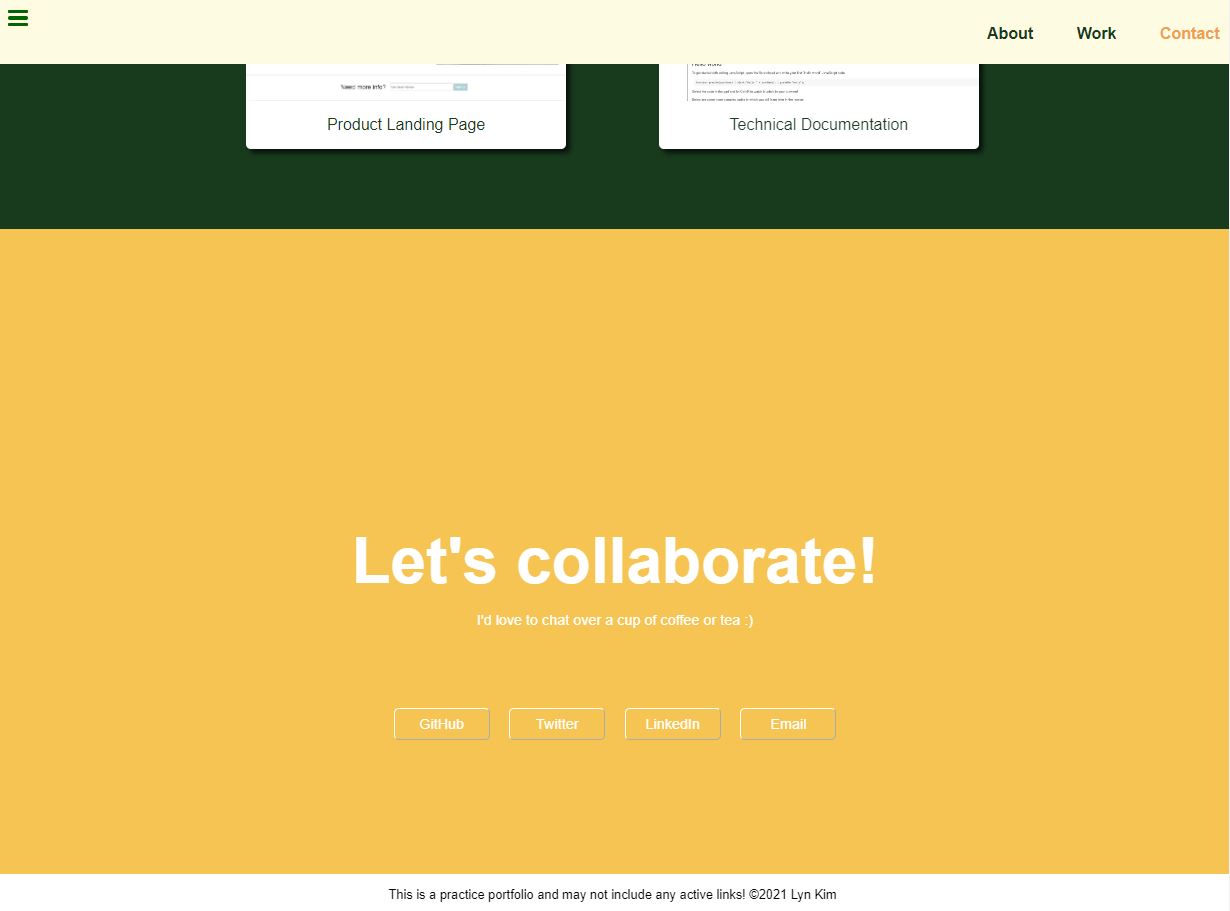 About Work Contact
Hello World
Need more info?
Product Landing Page
Technical Documentation
Let's collaborate!
I'd love to chat over a cup of coffee or tea :)
GitHub Twitter LinkedIn Email
This is a practice portfolio and may not include any active links! ©2021 Lyn Kim